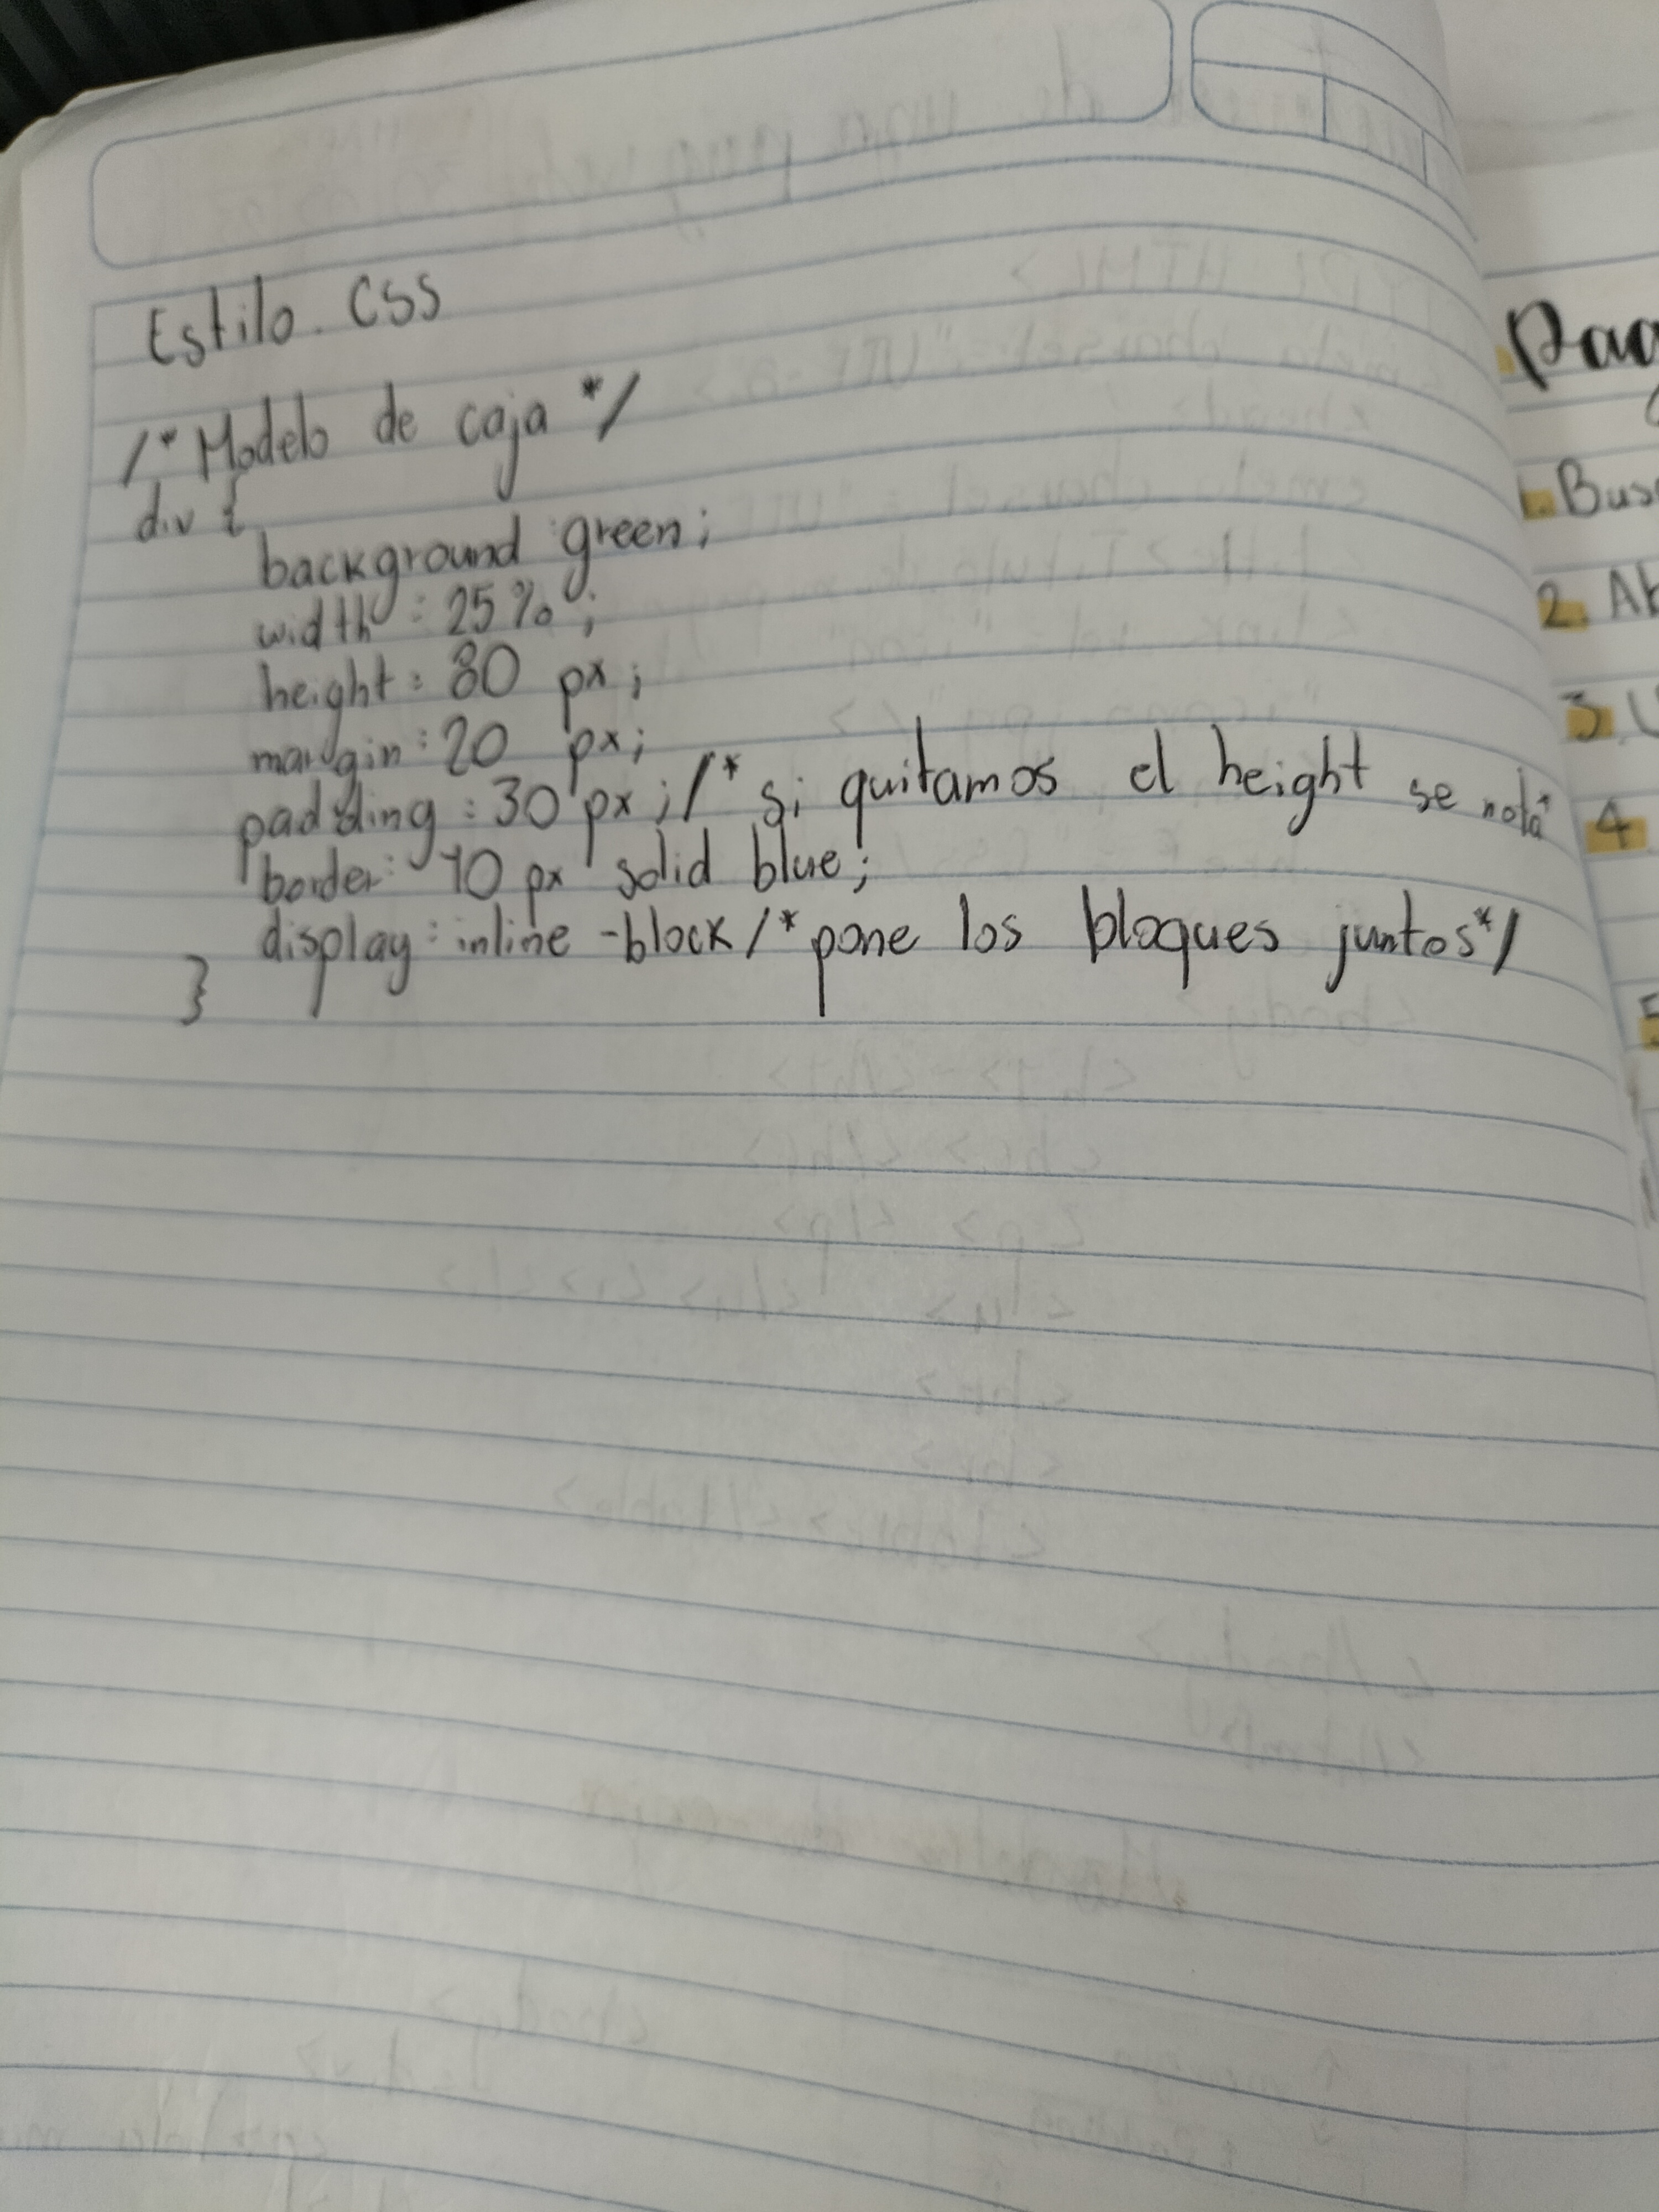 Estilo. CSS
/* Modelo de caja */
div {
background green;
width : 25 % ;
height : 80 px ;
margin : 20 px ;
padding : 30 px ; /* si quitamos el height se nota *
border : 10 px solid blue ;
display : inline -block /* pone los bloques juntos */
}
Pag
1. Bus
2. Ab
3. U
4
5